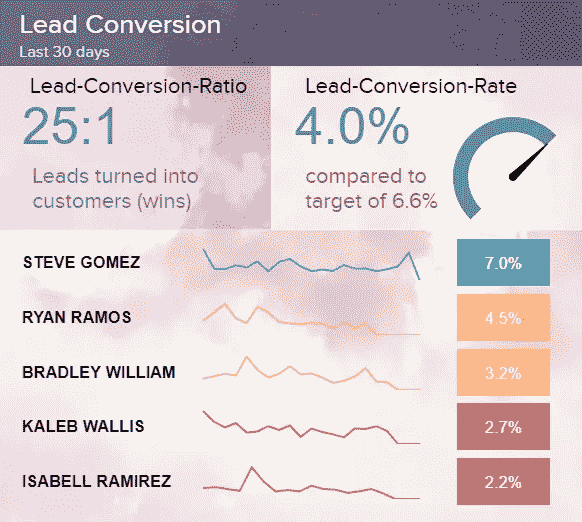 Lead Conversion
Last 30 days
Lead-Conversion-Ratio
25:1
Leads turned into
customers (wins)
Lead-Conversion-Rate
4.0%
compared to
target of 6.6%
STEVE GOMEZ 7.0%
RYAN RAMOS 4.5%
BRADLEY WILLIAM 3.2%
KALEB WALLIS 2.7%
ISABELL RAMIREZ 2.2%